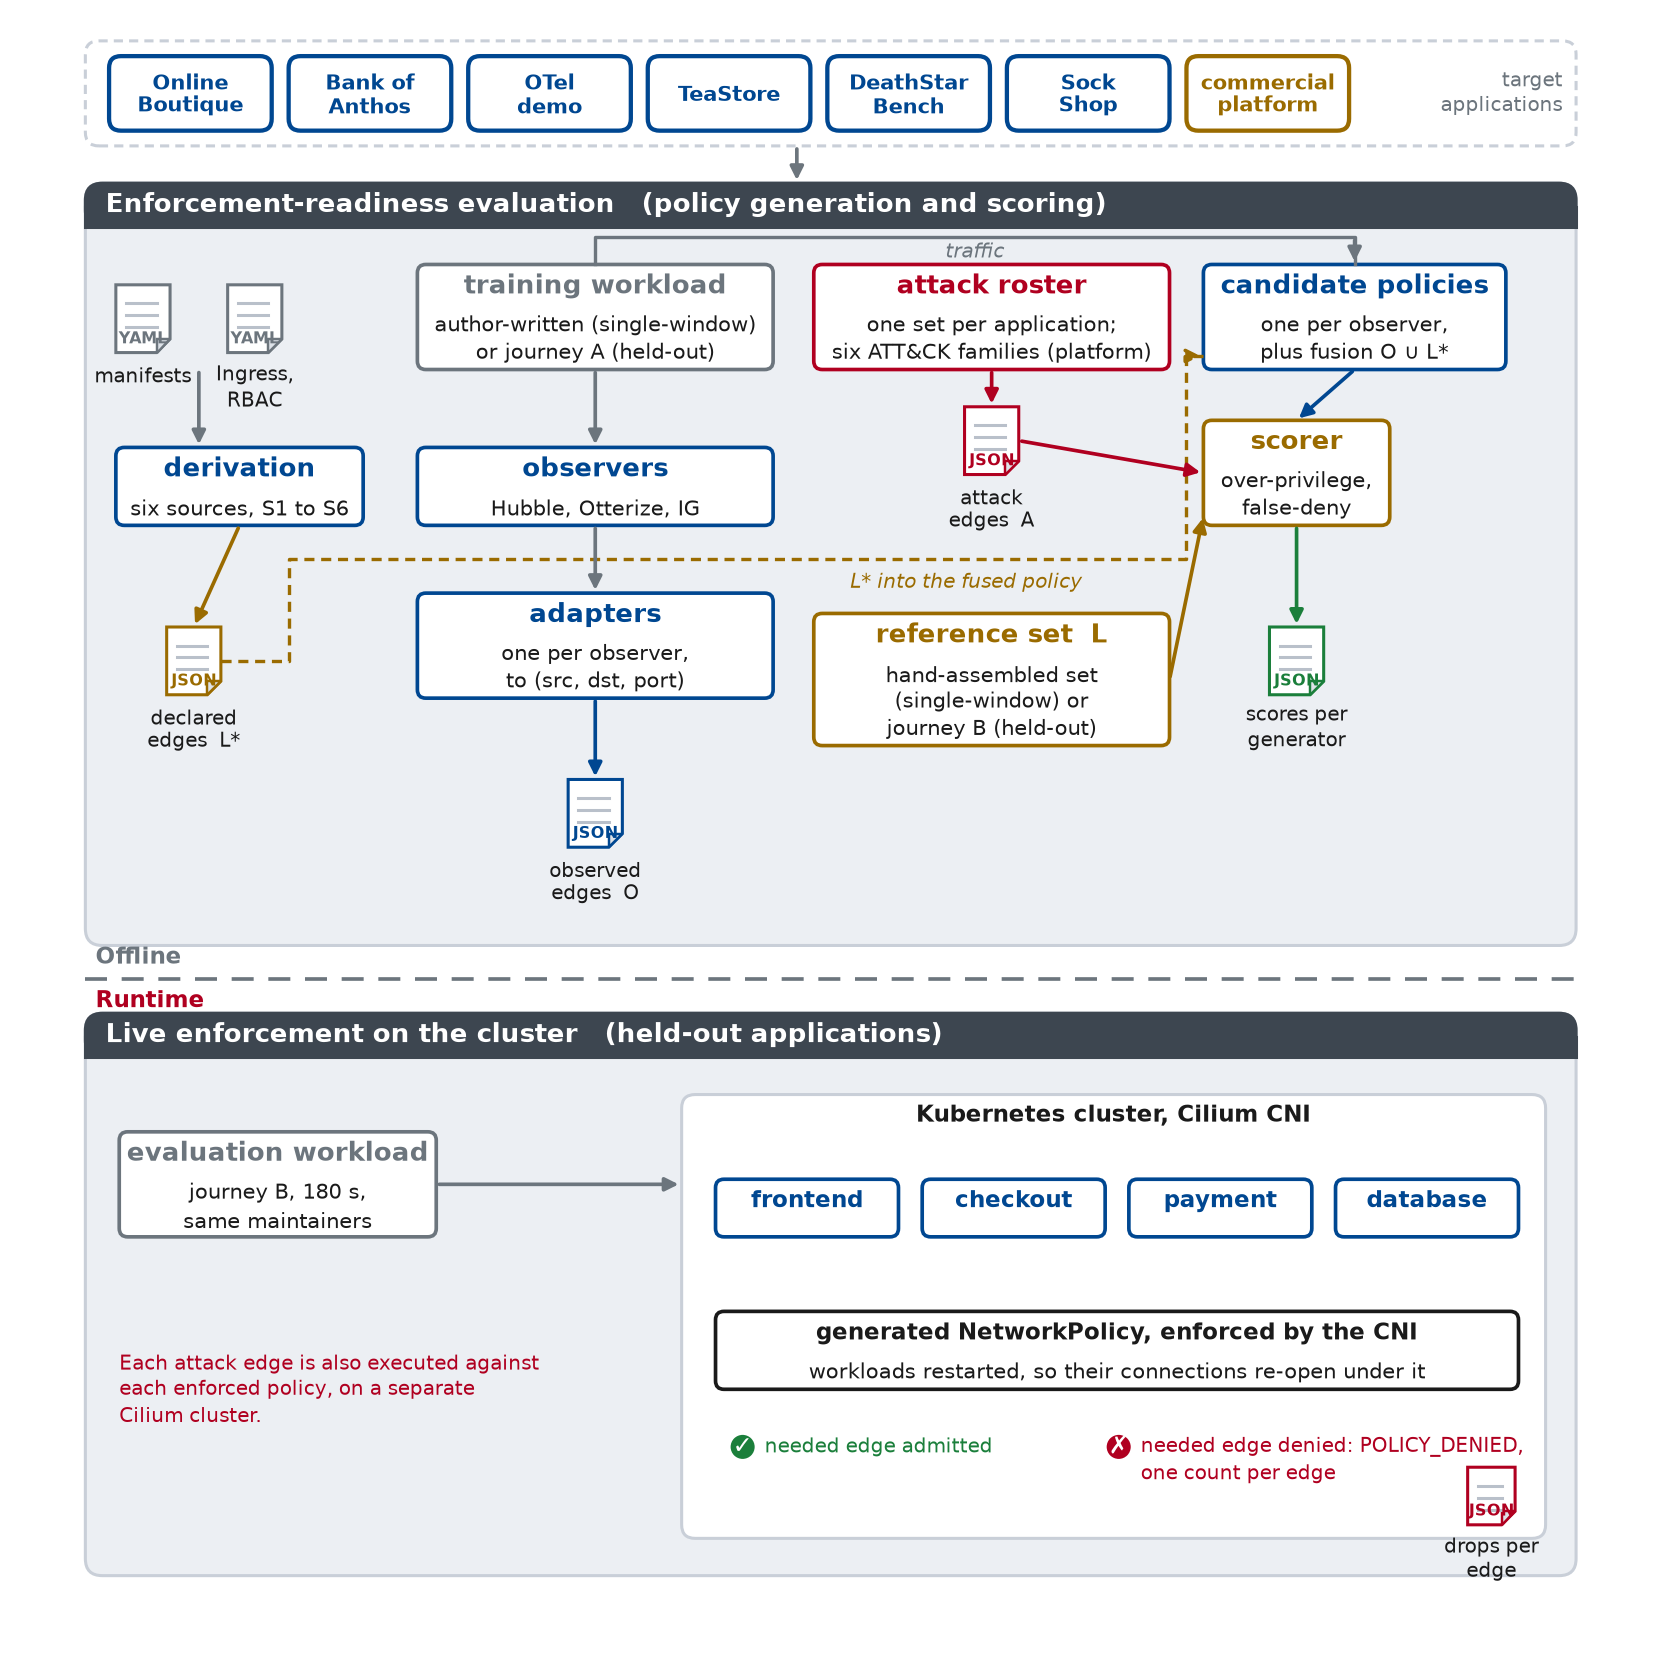 Online
Boutique
Bank of
Anthos
OTel
demo
TeaStore
DeathStar
Bench
Sock
Shop
commercial
platform
target
applications
Enforcement-readiness evaluation (policy generation and scoring)
traffic
YAML
manifests
YAML
Ingress,
RBAC
training workload
author-written (single-window)
or journey A (held-out)
attack roster
one set per application;
six ATT&CK families (platform)
candidate policies
one per observer,
plus fusion O ∪ L*
derivation
six sources, S1 to S6
observers
Hubble, Otterize, IG
JSON
attack
edges A
scorer
over-privilege,
false-deny
L* into the fused policy
JSON
declared
edges L*
adapters
one per observer,
to (src, dst, port)
reference set L
hand-assembled set
(single-window) or
journey B (held-out)
JSON
scores per
generator
JSON
observed
edges O
Offline
Runtime
Live enforcement on the cluster (held-out applications)
evaluation workload
journey B, 180 s,
same maintainers
Kubernetes cluster, Cilium CNI
frontend
checkout
payment
database
generated NetworkPolicy, enforced by the CNI
workloads restarted, so their connections re-open under it
Each attack edge is also executed against
each enforced policy, on a separate
Cilium cluster.
✓ needed edge admitted
✗ needed edge denied: POLICY_DENIED,
one count per edge
JSON
drops per
edge